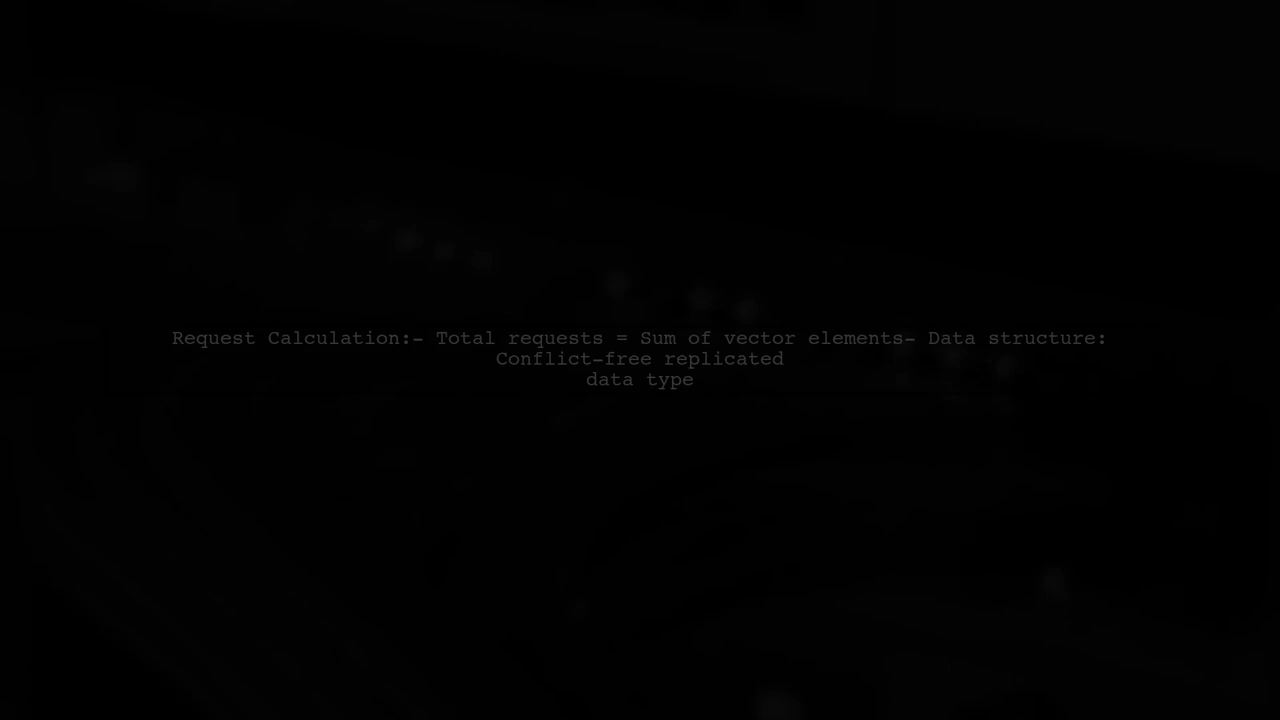 Request Calculation:- Total requests = Sum of vector elements- Data structure:
Conflict-free replicated
data type